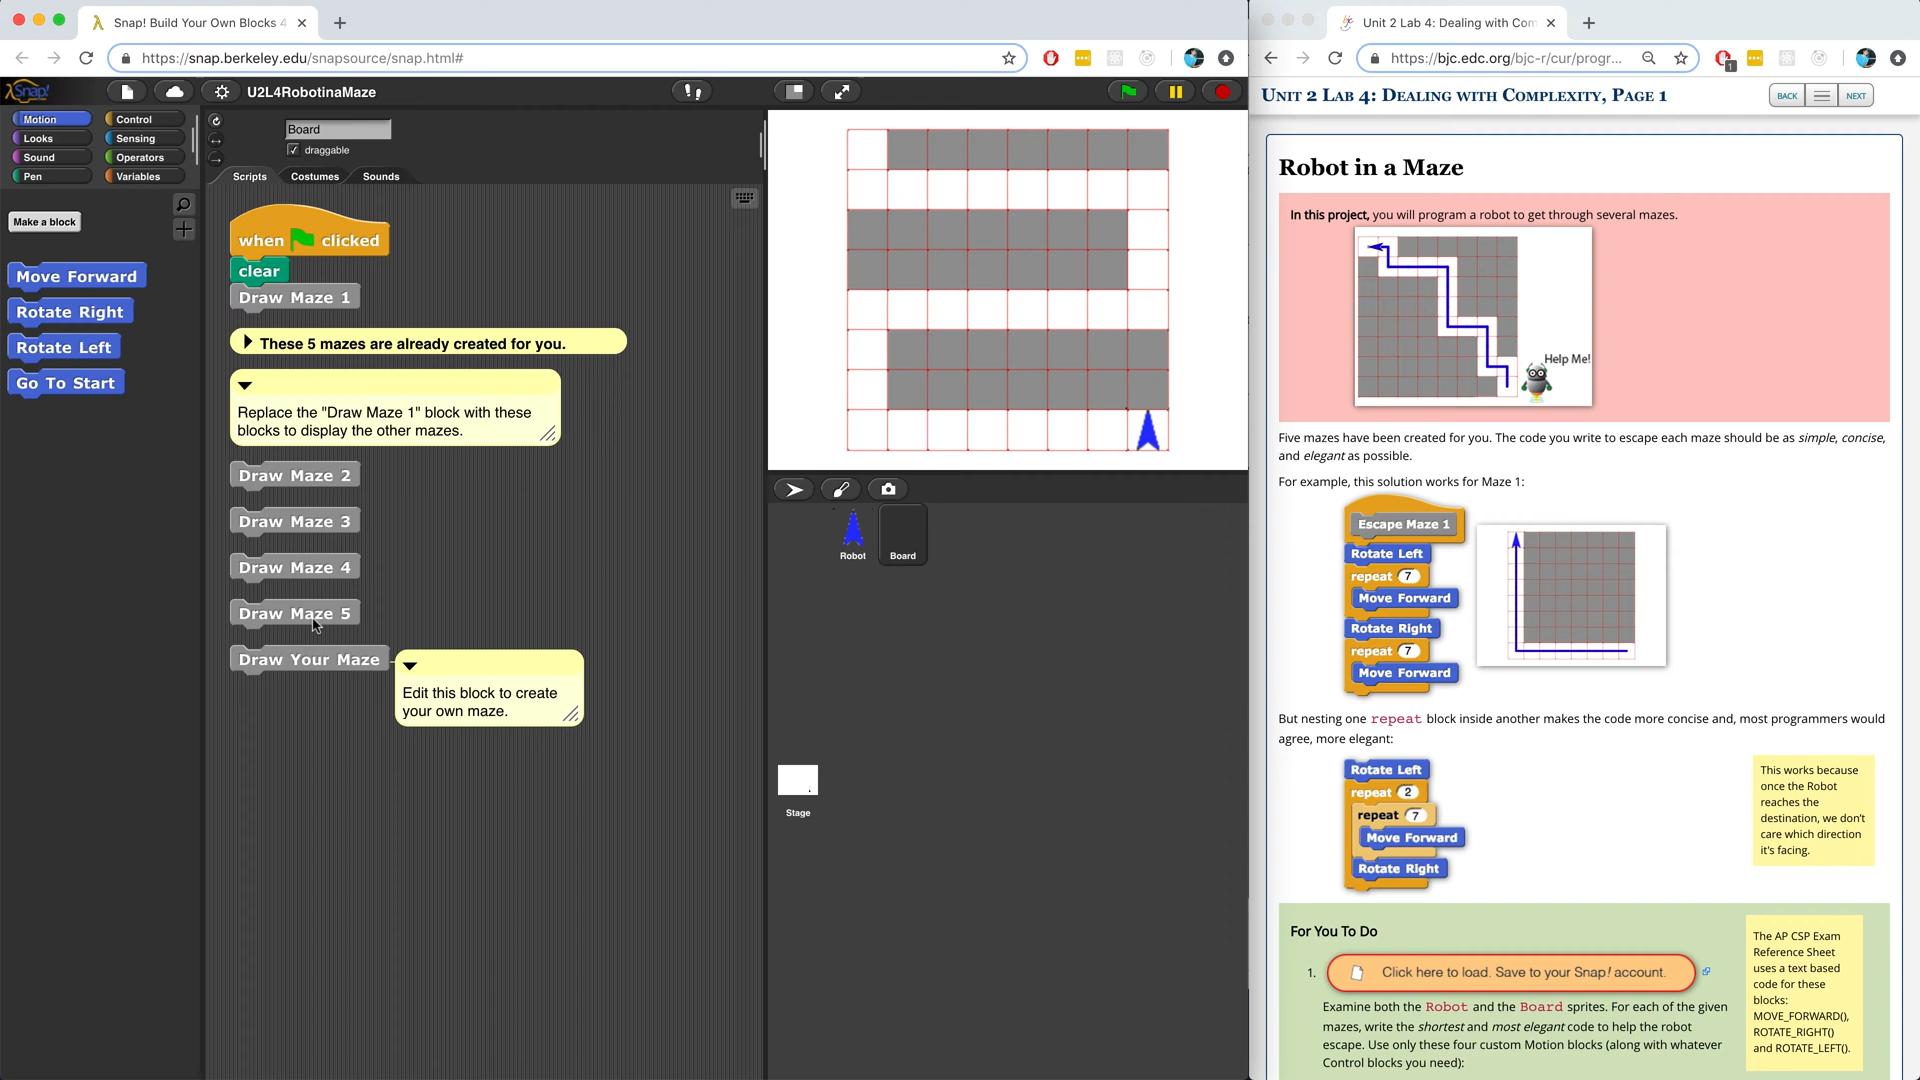 Snap! Build Your Own Blocks 4
https://snap.berkeley.edu/snapsource/snap.html#
Snap!
U2L4RobotinaMaze
Motion
Control
Looks
Sensing
Sound
Operators
Pen
Variables
Make a block
Move Forward
Rotate Right
Rotate Left
Go To Start
Board
draggable
Scripts
Costumes
Sounds
when clicked
clear
Draw Maze 1
These 5 mazes are already created for you.
Replace the "Draw Maze 1" block with these
blocks to display the other mazes.
Draw Maze 2
Draw Maze 3
Draw Maze 4
Draw Maze 5
Draw Your Maze
Edit this block to create
your own maze.
Robot
Board
Stage
Unit 2 Lab 4: Dealing with Com
https://bjc.edc.org/bjc-r/cur/progr...
1
UNIT 2 LAB 4: DEALING WITH COMPLEXITY, PAGE 1
BACK
NEXT
Robot in a Maze
In this project, you will program a robot to get through several mazes.
Help Me!
Five mazes have been created for you. The code you write to escape each maze should be as simple, concise,
and elegant as possible.
For example, this solution works for Maze 1:
Escape Maze 1
Rotate Left
repeat 7
Move Forward
Rotate Right
repeat 7
Move Forward
But nesting one repeat block inside another makes the code more concise and, most programmers would
agree, more elegant:
Rotate Left
repeat 2
repeat 7
Move Forward
Rotate Right
This works because
once the Robot
reaches the
destination, we don't
care which direction
it's facing.
For You To Do
1. Click here to load. Save to your Snap! account.
Examine both the Robot and the Board sprites. For each of the given
mazes, write the shortest and most elegant code to help the robot
escape. Use only these four custom Motion blocks (along with whatever
Control blocks you need):
The AP CSP Exam
Reference Sheet
uses a text based
code for these
blocks:
MOVE_FORWARD(),
ROTATE_RIGHT()
and ROTATE_LEFT().